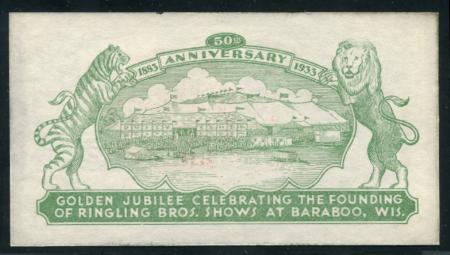 50th
ANNIVERSARY
1883 1933
GOLDEN JUBILEE CELEBRATING THE FOUNDING
OF RINGLING BROS. SHOWS AT BARABOO, WIS.